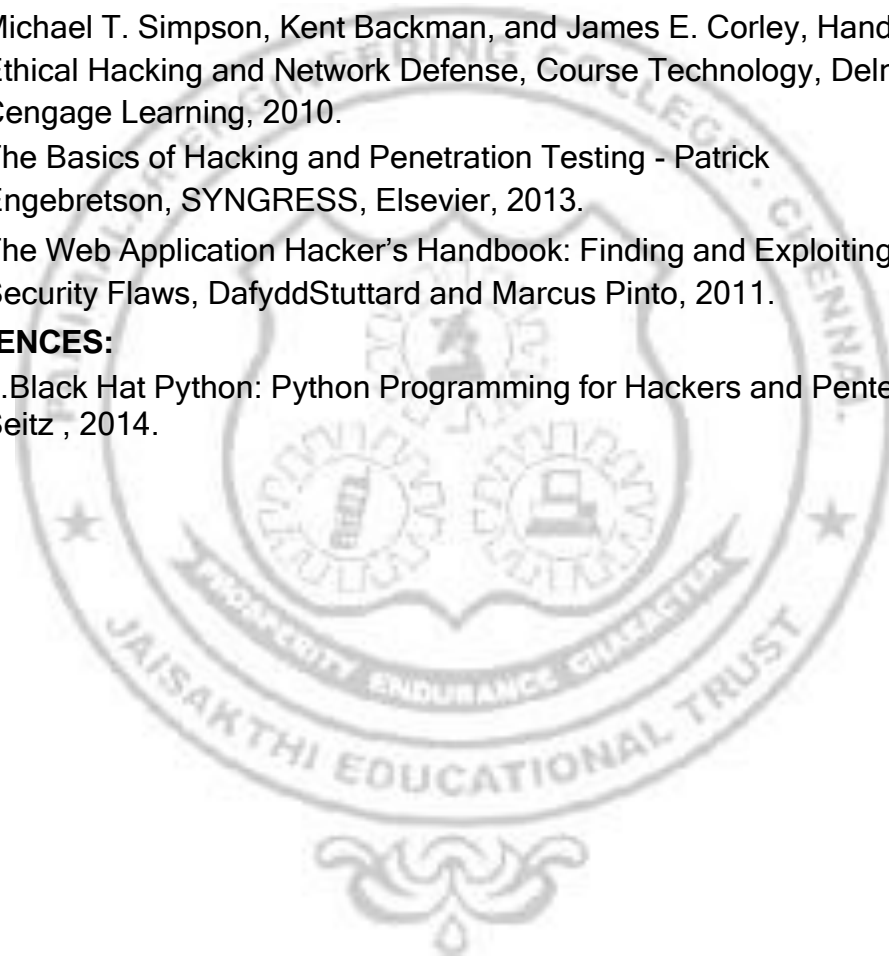 Michael T. Simpson, Kent Backman, and James E. Corley, Hand
Ethical Hacking and Network Defense, Course Technology, Delm
Cengage Learning, 2010.
The Basics of Hacking and Penetration Testing - Patrick
Engebretson, SYNGRESS, Elsevier, 2013.
The Web Application Hacker’s Handbook: Finding and Exploiting
Security Flaws, DafyddStuttard and Marcus Pinto, 2011.
ENCES:
.Black Hat Python: Python Programming for Hackers and Pente
Seitz , 2014.
ENGINEERING COLLEGE, CHENNAI.
PROSPERITY ENDURANCE CHARACTER
JAISAKTHI EDUCATIONAL TRUST